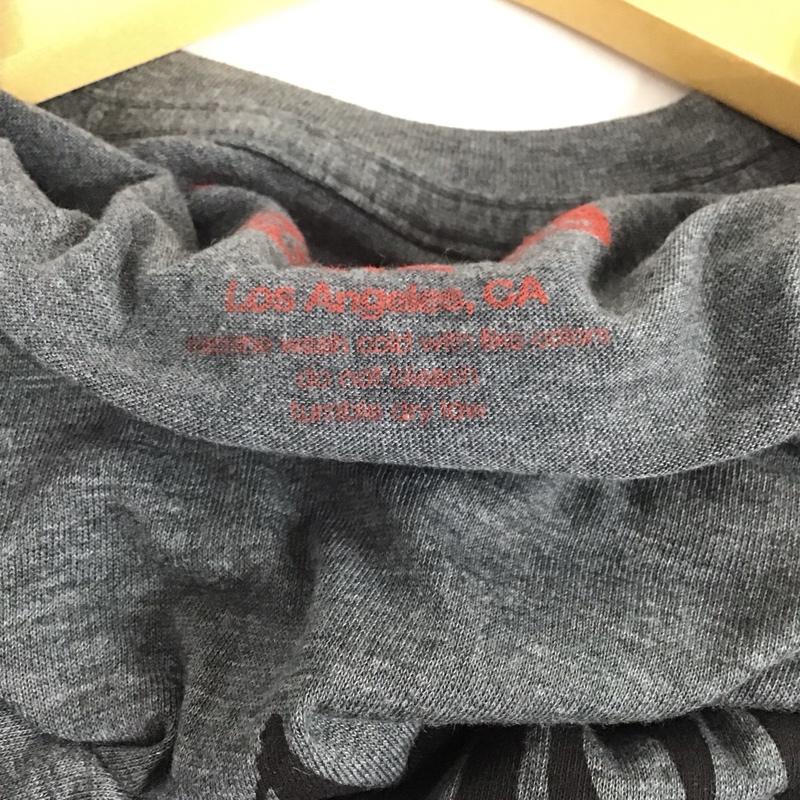 Los Angeles, CA
machine wash cold with like colors
do not bleach
tumble dry low